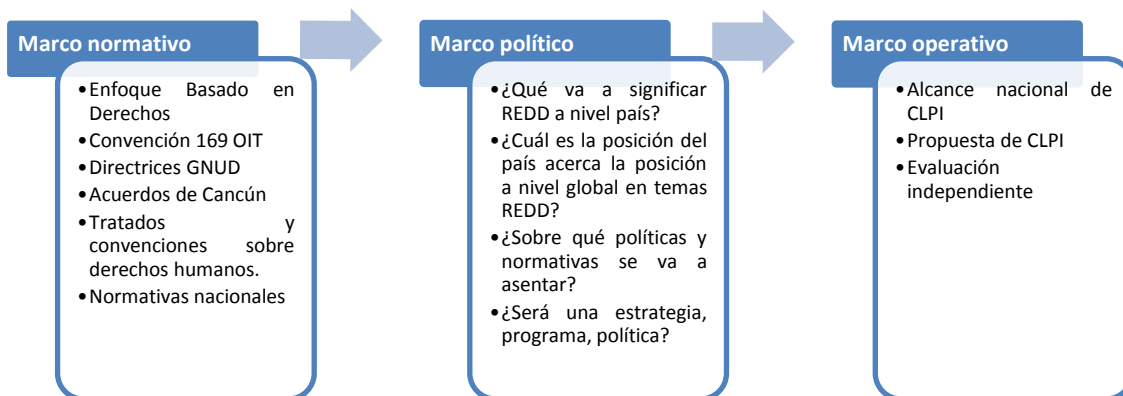 Marco normativo
•Enfoque Basado en
Derechos
•Convención 169 OIT
•Directrices GNUD
•Acuerdos de Cancún
•Tratados y
convenciones sobre
derechos humanos.
•Normativas nacionales
Marco político
•¿Qué va a significar
REDD a nivel país?
•¿Cuál es la posición del
país acerca la posición
a nivel global en temas
REDD?
•¿Sobre qué políticas y
normativas se va a
asentar?
•¿Será una estrategia,
programa, política?
Marco operativo
•Alcance nacional de
CLPI
•Propuesta de CLPI
•Evaluación
independiente